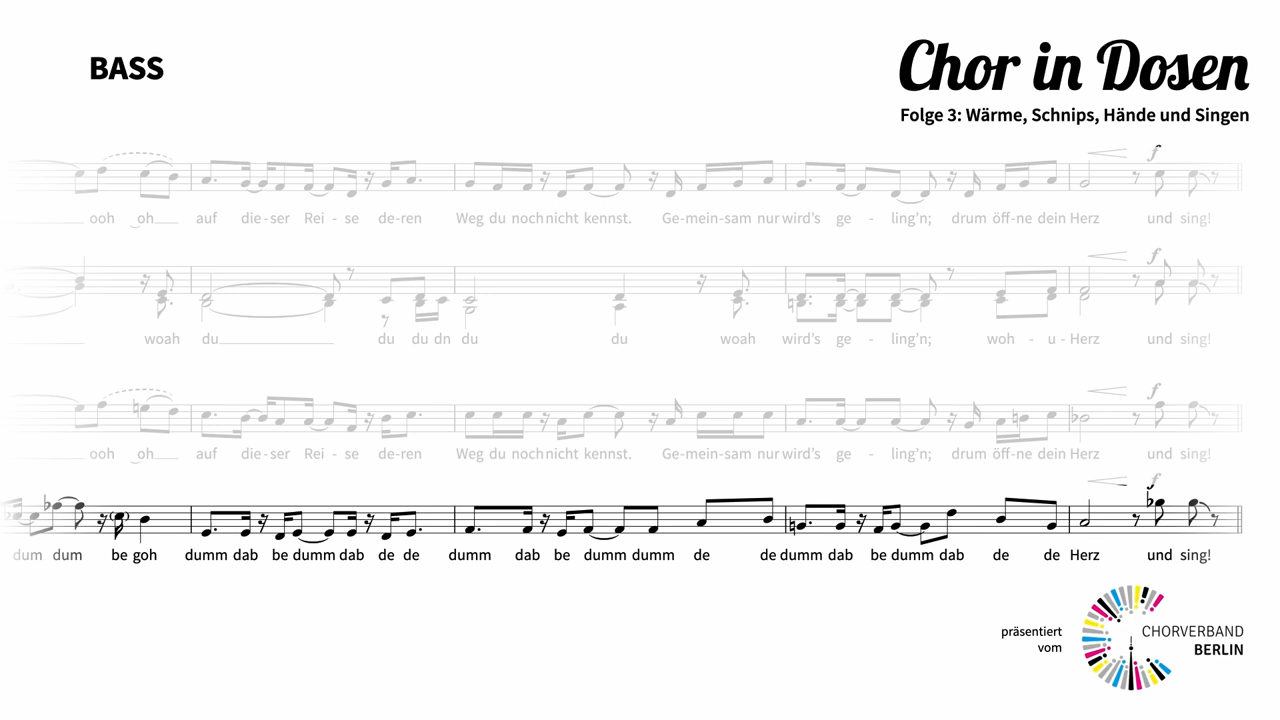 BASS
Chor in Dosen
Folge 3: Wärme, Schnips, Hände und Singen
f
ooh oh auf die-ser Rei - se de-ren Weg du noch nicht kennst. Ge-mein-sam nur wird's ge - ling'n; drum öff-ne dein Herz und sing!
f
woah du du du dn du du woah wird's ge - ling'n; woh - u - Herz und sing!
f
ooh oh auf die-ser Rei - se de-ren Weg du noch nicht kennst. Ge-mein-sam nur wird's ge - ling'n; drum öff-ne dein Herz und sing!
f
dum dum be goh dumm dab be dumm dab de de dumm dab be dumm dumm de de dumm dab be dumm dab de de Herz und sing!
präsentiert
vom
CHORVERBAND
BERLIN